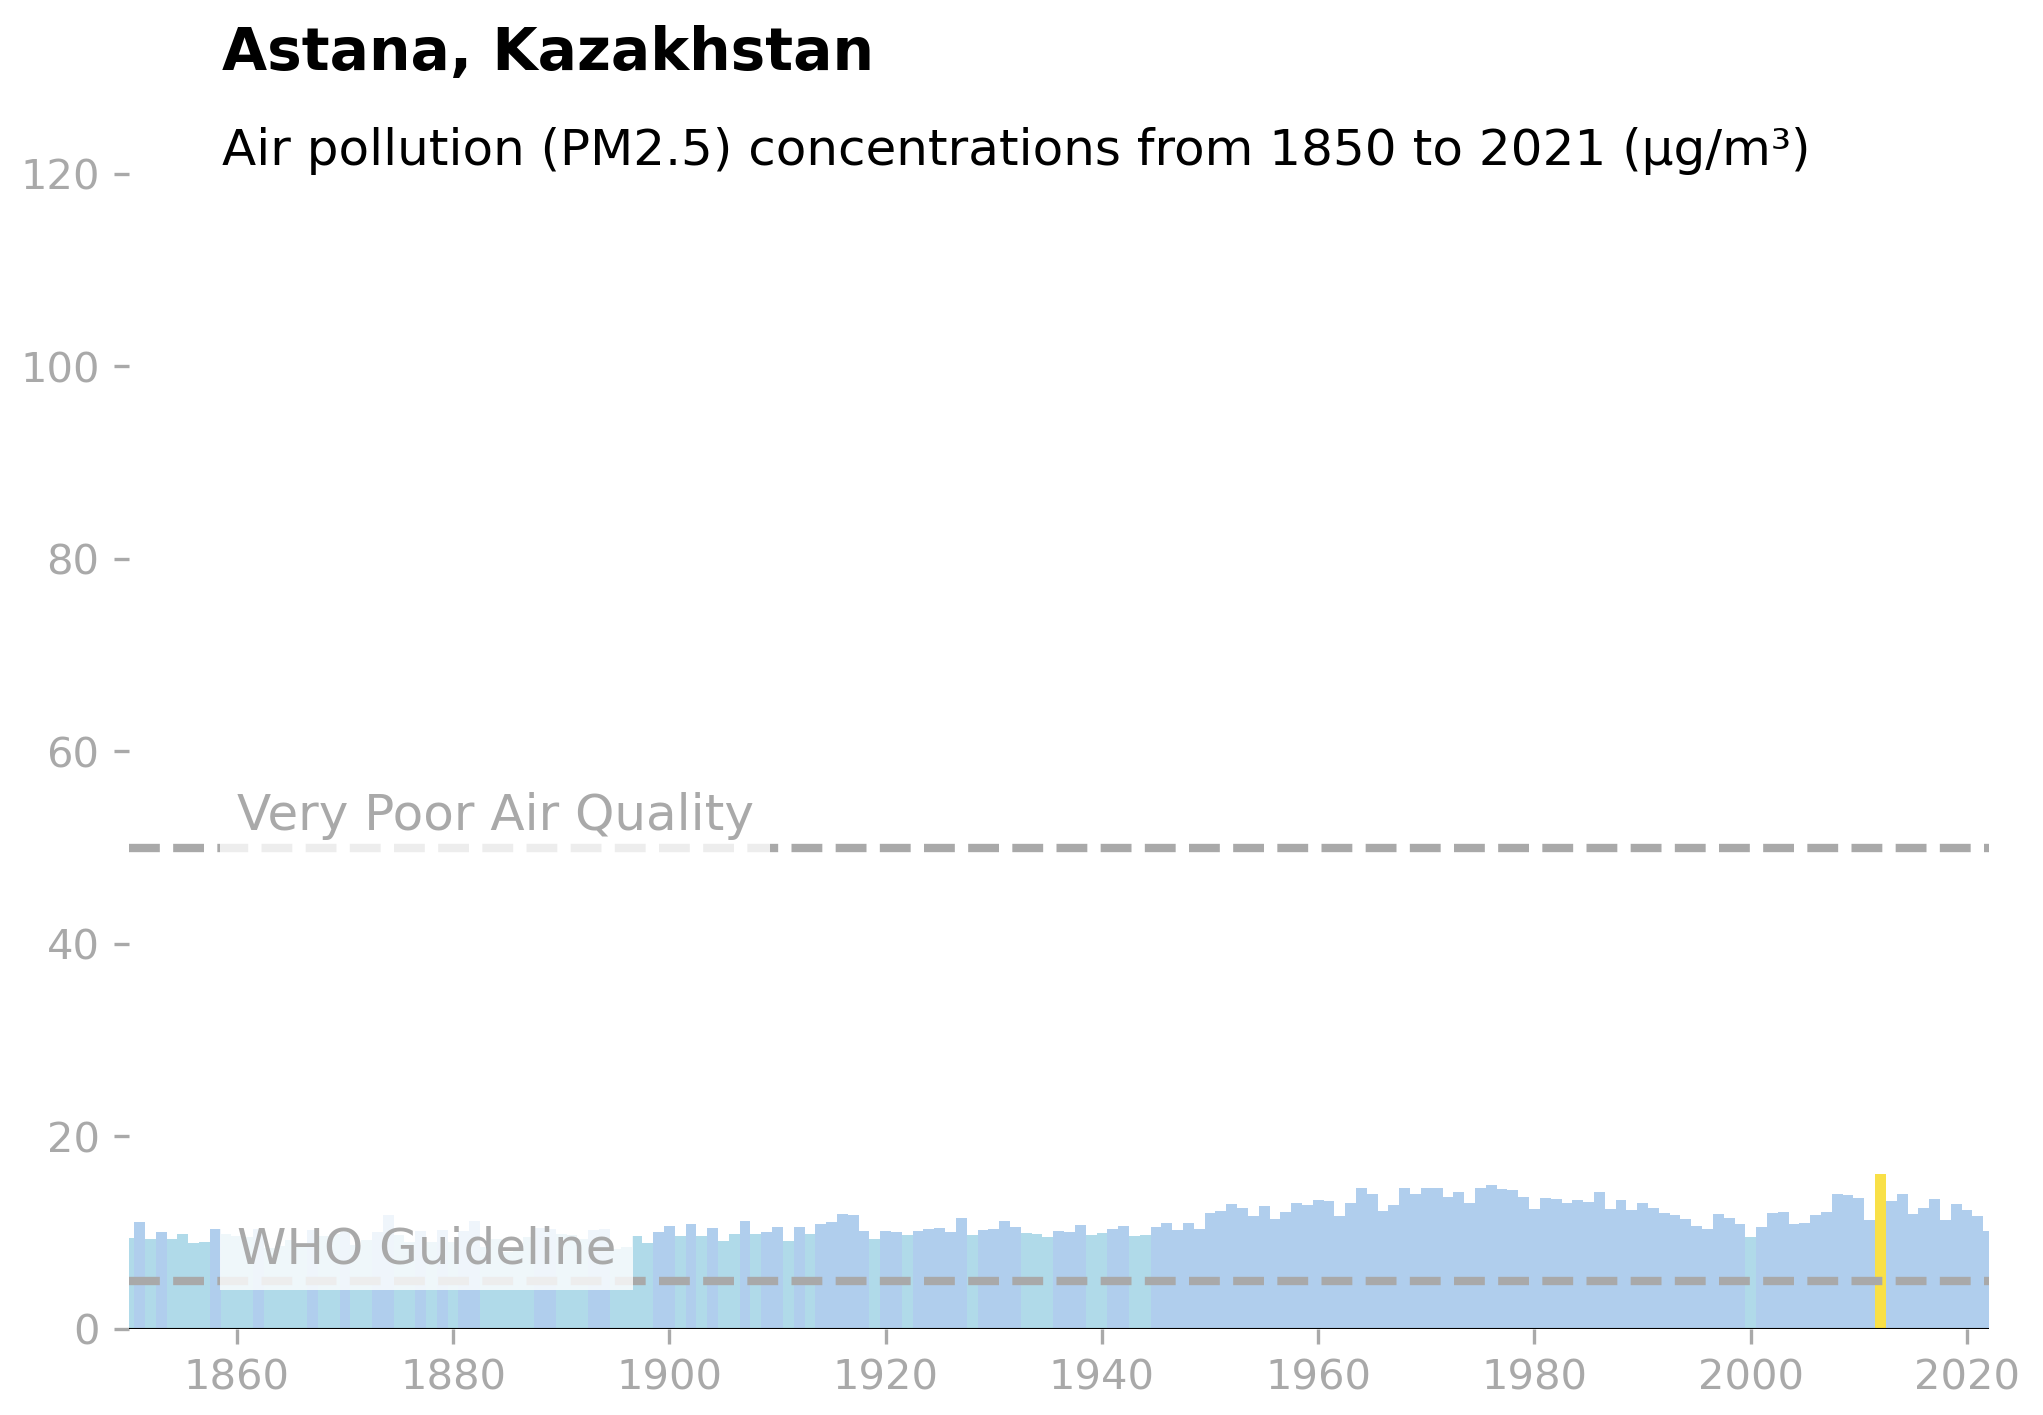 Astana, Kazakhstan
Air pollution (PM2.5) concentrations from 1850 to 2021 (µg/m³)
120
100
80
60
Very Poor Air Quality
40
20
WHO Guideline
0
1860 1880 1900 1920 1940 1960 1980 2000 2020